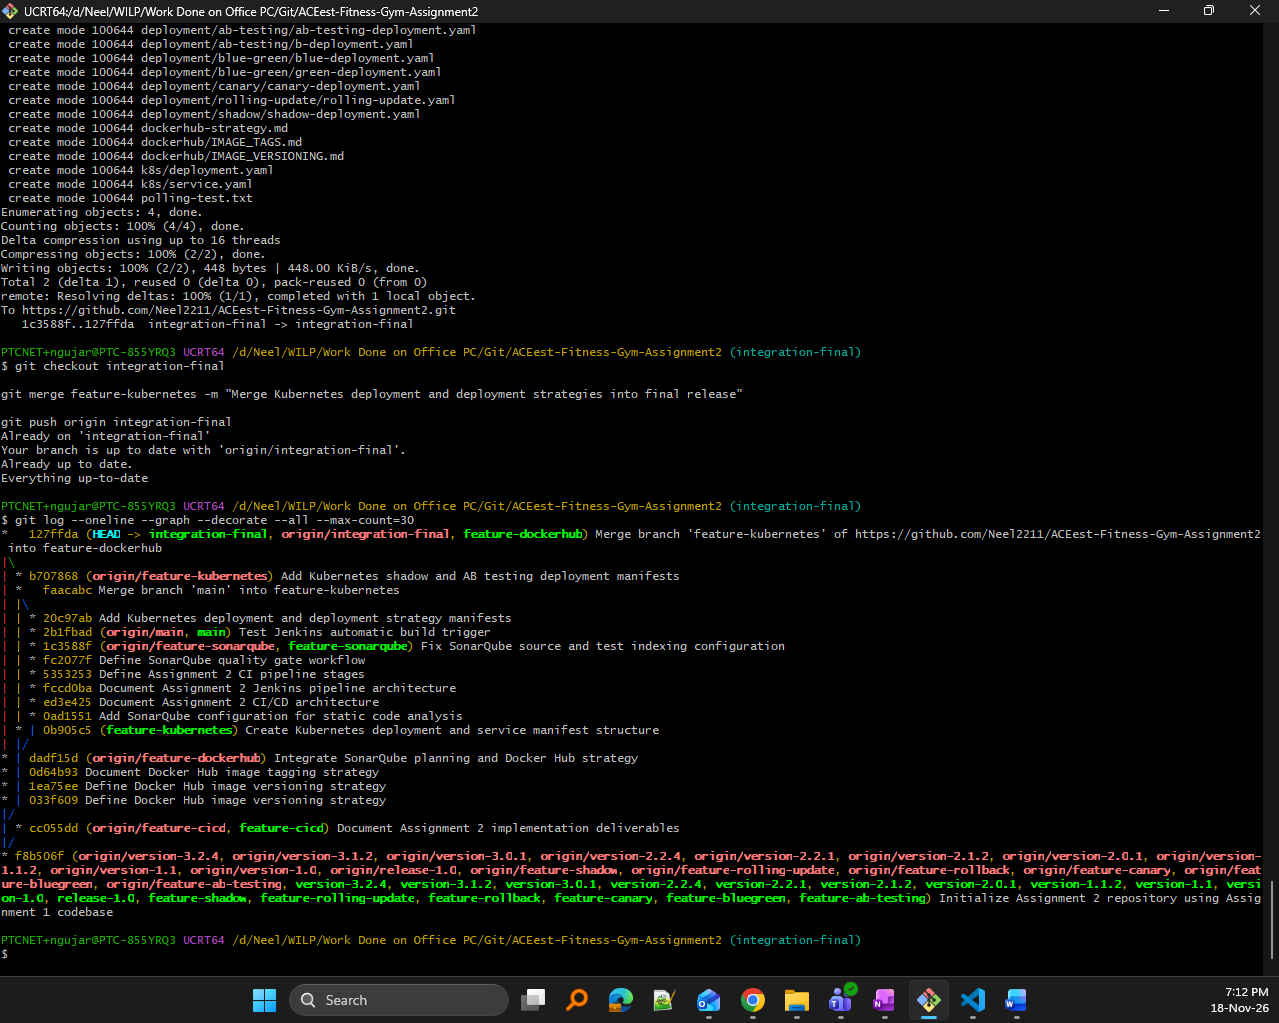 UCRT64:/d/Neel/WILP/Work Done on Office PC/Git/ACEest-Fitness-Gym-Assignment2
create mode 100644 deployment/ab-testing/ab-testing-deployment.yaml
create mode 100644 deployment/ab-testing/b-deployment.yaml
create mode 100644 deployment/blue-green/blue-deployment.yaml
create mode 100644 deployment/blue-green/green-deployment.yaml
create mode 100644 deployment/canary/canary-deployment.yaml
create mode 100644 deployment/rolling-update/rolling-update.yaml
create mode 100644 deployment/shadow/shadow-deployment.yaml
create mode 100644 dockerhub-strategy.md
create mode 100644 dockerhub/IMAGE_TAGS.md
create mode 100644 dockerhub/IMAGE_VERSIONING.md
create mode 100644 k8s/deployment.yaml
create mode 100644 k8s/service.yaml
create mode 100644 polling-test.txt
Enumerating objects: 4, done.
Counting objects: 100% (4/4), done.
Delta compression using up to 16 threads
Compressing objects: 100% (2/2), done.
Writing objects: 100% (2/2), 448 bytes | 448.00 KiB/s, done.
Total 2 (delta 1), reused 0 (delta 0), pack-reused 0 (from 0)
remote: Resolving deltas: 100% (1/1), completed with 1 local object.
To https://github.com/Neel2211/ACEest-Fitness-Gym-Assignment2.git
   1c3588f..127ffda  integration-final -> integration-final
PTCNET+ngujar@PTC-855YRQ3 UCRT64 /d/Neel/WILP/Work Done on Office PC/Git/ACEest-Fitness-Gym-Assignment2 (integration-final)
$ git checkout integration-final
git merge feature-kubernetes -m "Merge Kubernetes deployment and deployment strategies into final release"
git push origin integration-final
Already on 'integration-final'
Your branch is up to date with 'origin/integration-final'.
Already up to date.
Everything up-to-date
PTCNET+ngujar@PTC-855YRQ3 UCRT64 /d/Neel/WILP/Work Done on Office PC/Git/ACEest-Fitness-Gym-Assignment2 (integration-final)
$ git log --oneline --graph --decorate --all --max-count=30
*   127ffda (HEAD -> integration-final, origin/integration-final, feature-dockerhub) Merge branch 'feature-kubernetes' of https://github.com/Neel2211/ACEest-Fitness-Gym-Assignment2
 into feature-dockerhub
|\
| * b707868 (origin/feature-kubernetes) Add Kubernetes shadow and AB testing deployment manifests
| *   faacabc Merge branch 'main' into feature-kubernetes
| |\
| | * 20c97ab Add Kubernetes deployment and deployment strategy manifests
| | * 2b1fbad (origin/main, main) Test Jenkins automatic build trigger
| | * 1c3588f (origin/feature-sonarqube, feature-sonarqube) Fix SonarQube source and test indexing configuration
| | * fc2077f Define SonarQube quality gate workflow
| | * 5353253 Define Assignment 2 CI pipeline stages
| | * fccd0ba Document Assignment 2 Jenkins pipeline architecture
| | * ed3e425 Document Assignment 2 CI/CD architecture
| | * 0ad1551 Add SonarQube configuration for static code analysis
| * | 0b905c5 (feature-kubernetes) Create Kubernetes deployment and service manifest structure
| |/
* | dadf15d (origin/feature-dockerhub) Integrate SonarQube planning and Docker Hub strategy
* | 0d64b93 Document Docker Hub image tagging strategy
* | 1ea75ee Define Docker Hub image versioning strategy
* | 033f609 Define Docker Hub image versioning strategy
|/
| * cc055dd (origin/feature-cicd, feature-cicd) Document Assignment 2 implementation deliverables
|/
* f8b506f (origin/version-3.2.4, origin/version-3.1.2, origin/version-3.0.1, origin/version-2.2.4, origin/version-2.2.1, origin/version-2.1.2, origin/version-2.0.1, origin/version-
1.1.2, origin/version-1.1, origin/version-1.0, origin/release-1.0, origin/feature-shadow, origin/feature-rolling-update, origin/feature-rollback, origin/feature-canary, origin/feat
ure-bluegreen, origin/feature-ab-testing, version-3.2.4, version-3.1.2, version-3.0.1, version-2.2.4, version-2.2.1, version-2.1.2, version-2.0.1, version-1.1.2, version-1.1, versi
on-1.0, release-1.0, feature-shadow, feature-rolling-update, feature-rollback, feature-canary, feature-bluegreen, feature-ab-testing) Initialize Assignment 2 repository using Assig
nment 1 codebase
PTCNET+ngujar@PTC-855YRQ3 UCRT64 /d/Neel/WILP/Work Done on Office PC/Git/ACEest-Fitness-Gym-Assignment2 (integration-final)
$
Search
7:12 PM
18-Nov-26